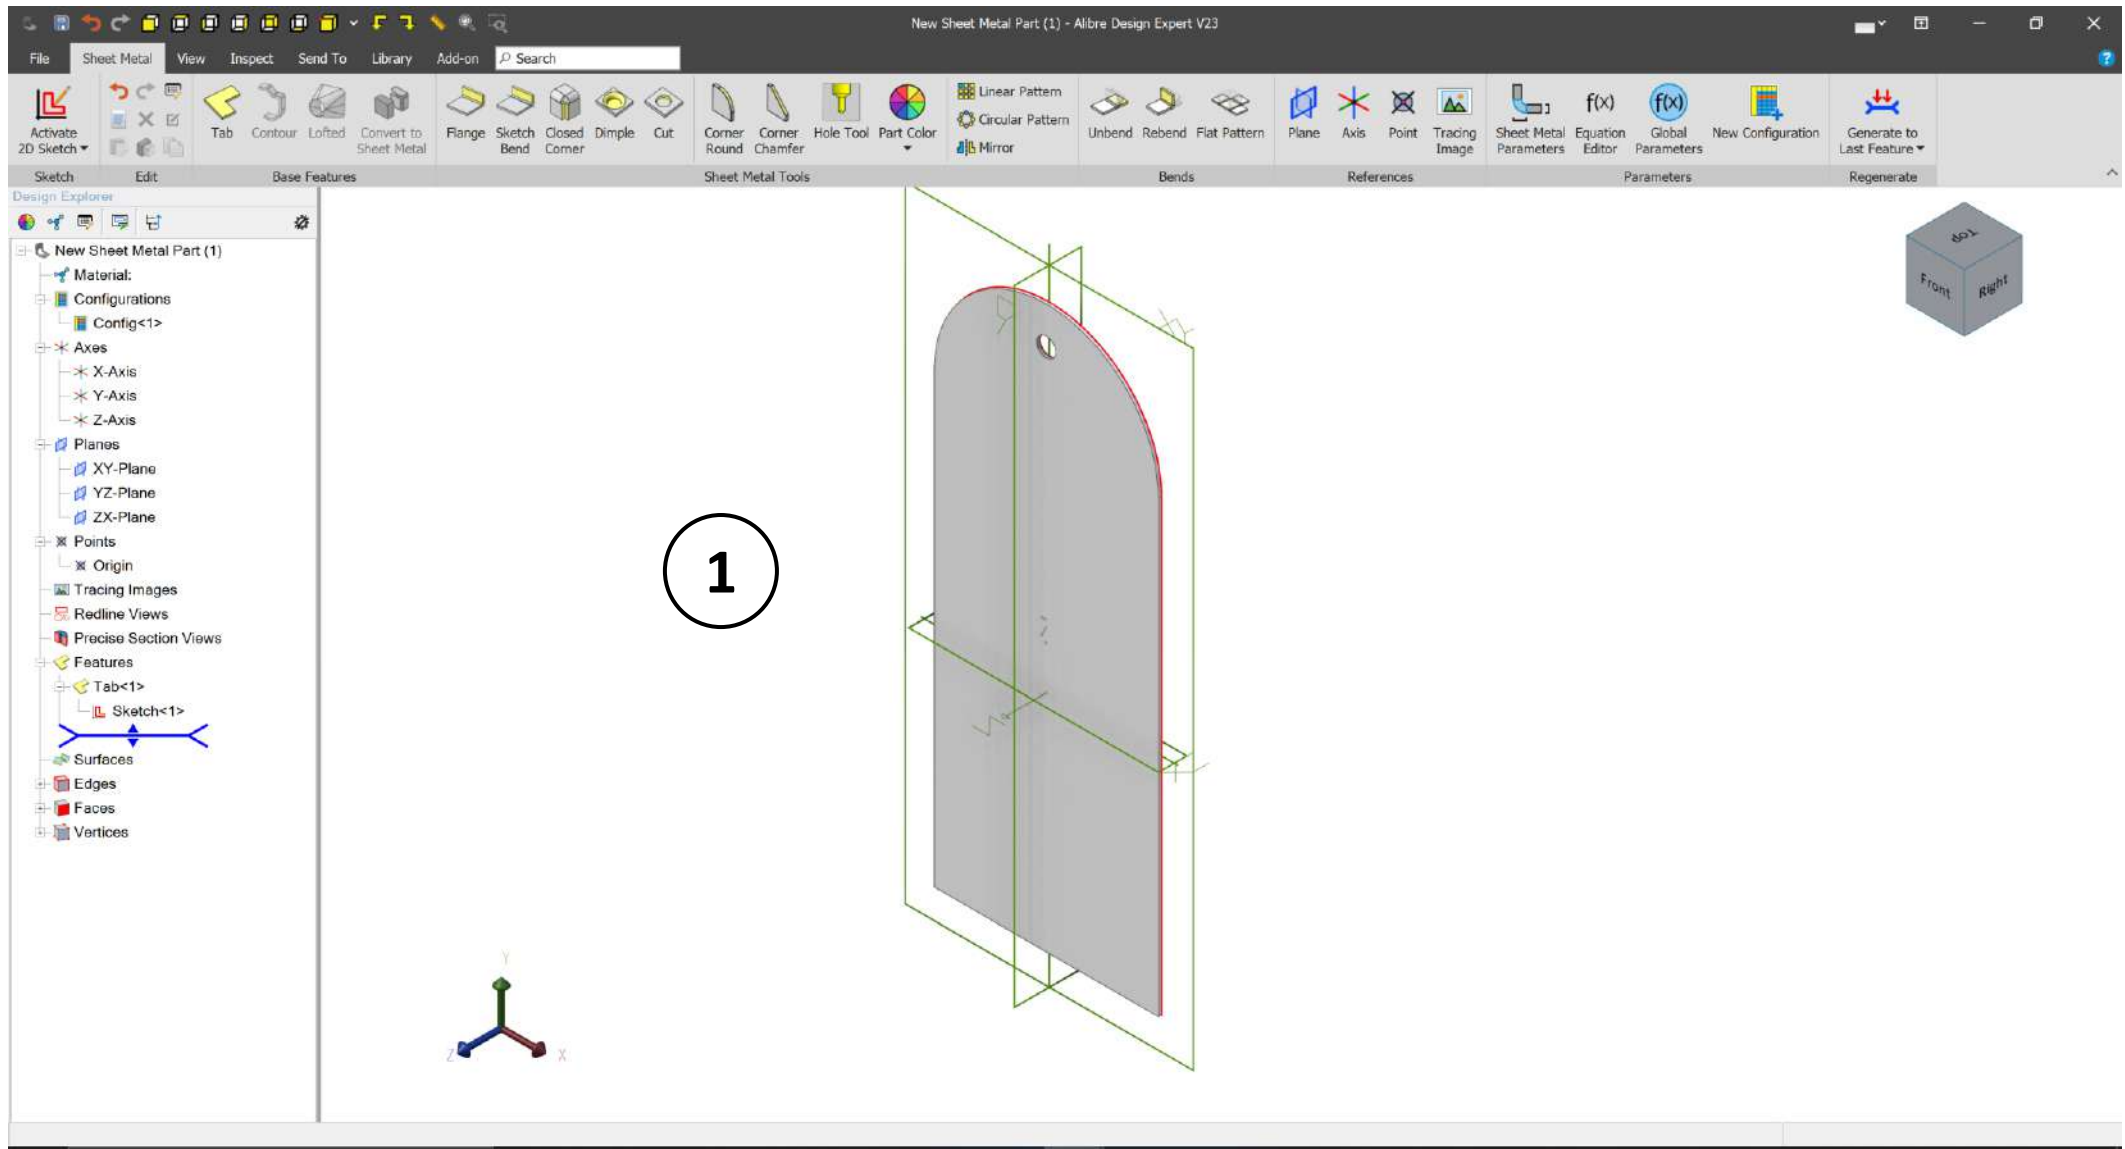 New Sheet Metal Part (1) - Alibre Design Expert V23
File Sheet Metal View Inspect Send To Library Add-on Search
Activate 2D Sketch
Tab Contour Lofted Convert to Sheet Metal
Flange Sketch Bend Closed Corner Dimple Cut
Corner Round Corner Chamfer Hole Tool Part Color
Linear Pattern
Circular Pattern
Mirror
Unbend Rebend Flat Pattern
Plane Axis Point Tracing Image
Sheet Metal Parameters f(x) Equation Editor f(x) Global Parameters New Configuration
Generate to Last Feature
Sketch Edit Base Features Sheet Metal Tools Bends References Parameters Regenerate
Design Explorer
New Sheet Metal Part (1)
Material:
Configurations
Config<1>
Axes
X-Axis
Y-Axis
Z-Axis
Planes
XY-Plane
YZ-Plane
ZX-Plane
Points
Origin
Tracing Images
Redline Views
Precise Section Views
Features
Tab<1>
Sketch<1>
Surfaces
Edges
Faces
Vertices
1
Top
Front Right
Y
Z X